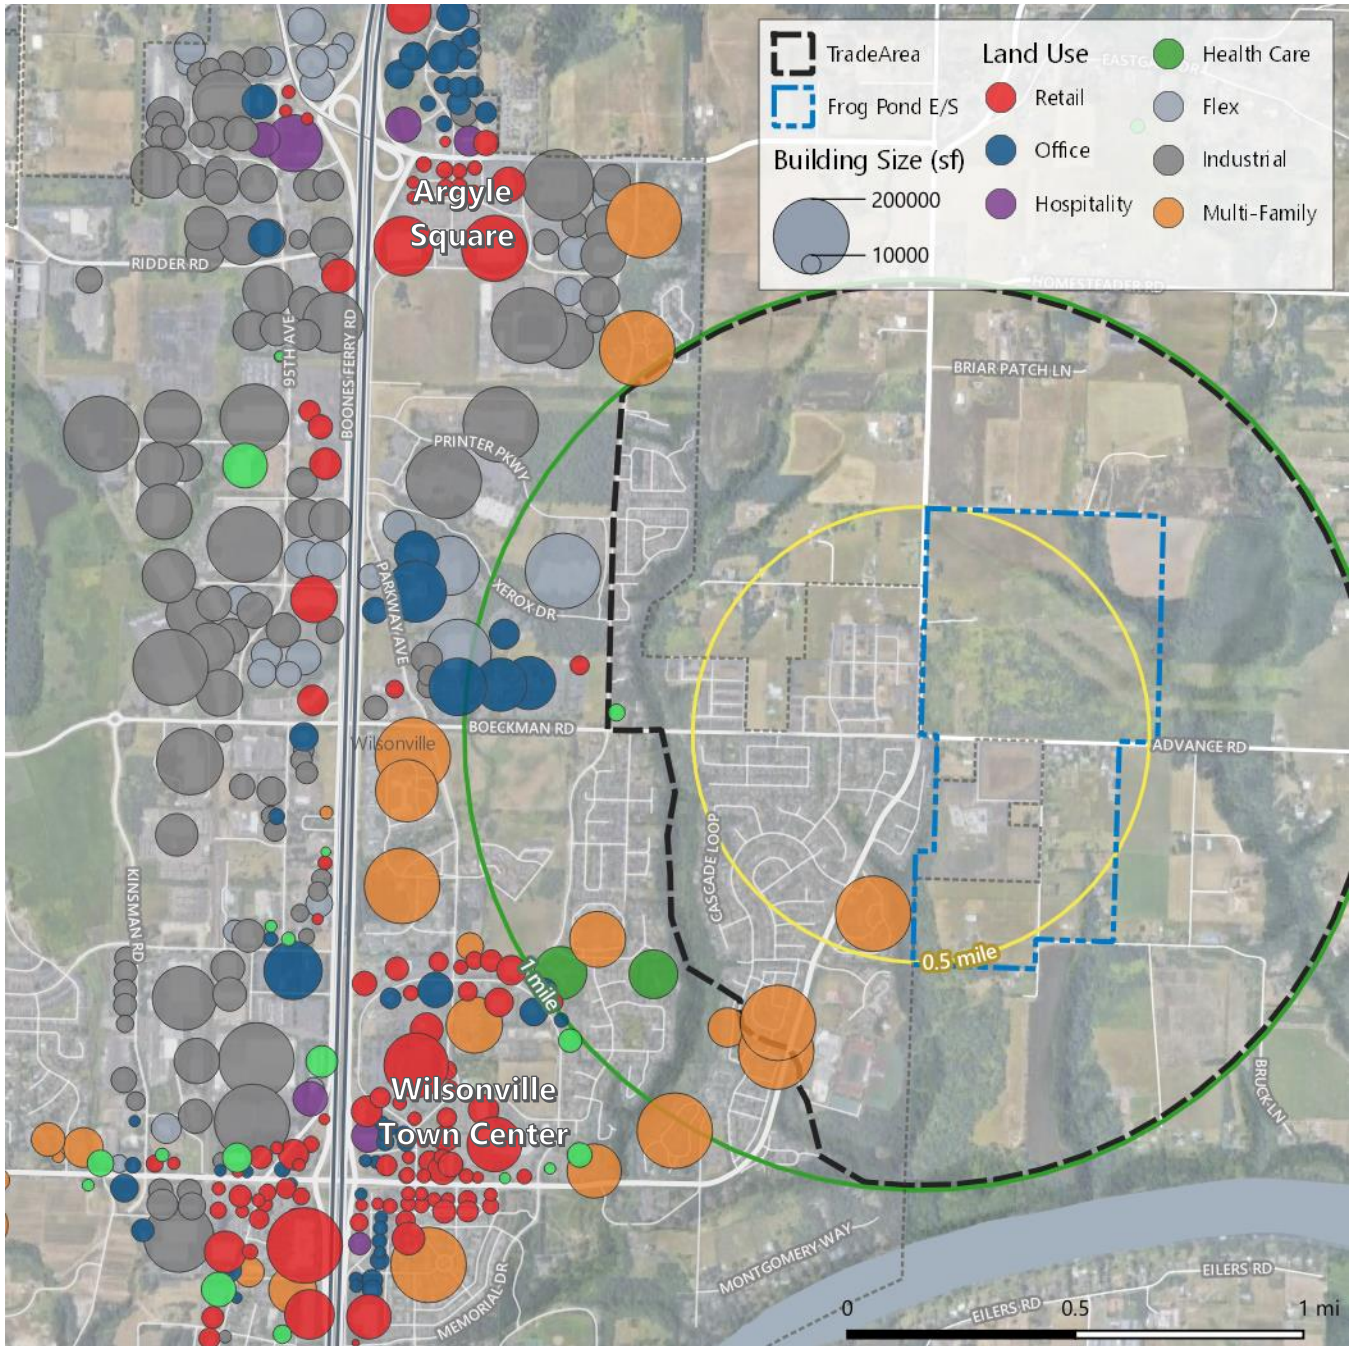 TradeArea
Frog Pond E/S
Building Size (sf)
200000
10000
Land Use
Retail
Office
Hospitality
Health Care
Flex
Industrial
Multi-Family
HOMESTEADER RD
Argyle
Square
RIDDER RD
95TH AVE
BOONES FERRY RD
BRIAR PATCH LN
PRINTER PKWY
PARKWAY AVE
XEROX DR
BOECKMAN RD
Wilsonville
ADVANCE RD
CASCADE LOOP
KINSMAN RD
0.5 mile
1 mile
Wilsonville
Town Center
BRUCK LN
MONTGOMERY WAY
MEMORIAL DR
EILERS RD
EILERS RD
0
0.5
1 mi